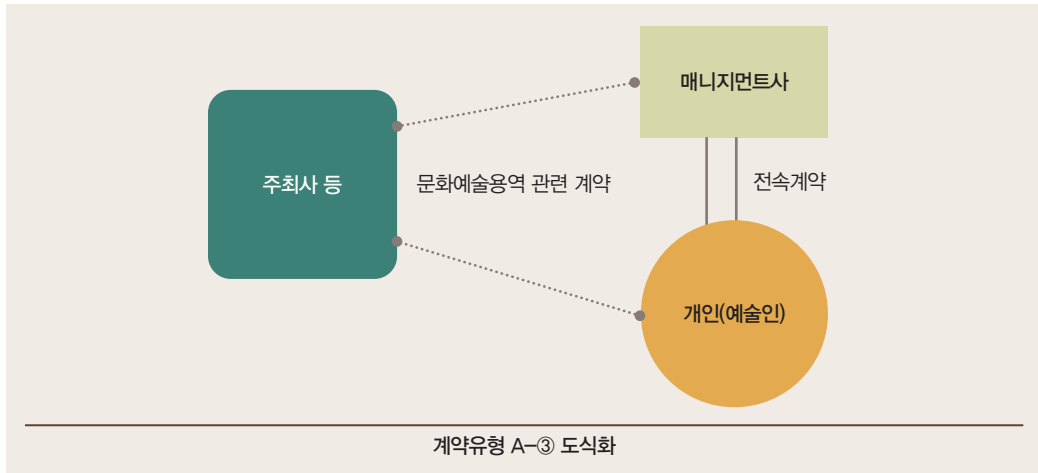 매니지먼트사
주최사 등
문화예술용역 관련 계약
전속계약
개인(예술인)
계약유형 A-③ 도식화